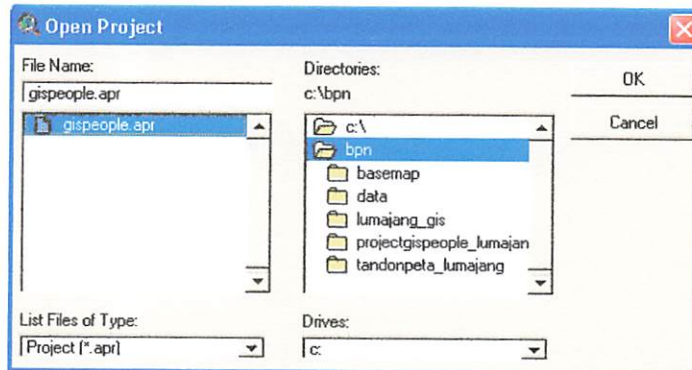 Open Project
File Name:
gispeople.apr
gispeople.apr
List Files of Type:
Project (*.apr)
Directories:
c:\bpn
c:\
bpn
basemap
data
lumajang_gis
projectgispeople_lumajan
tandonpeta_lumajang
Drives:
c:
OK
Cancel